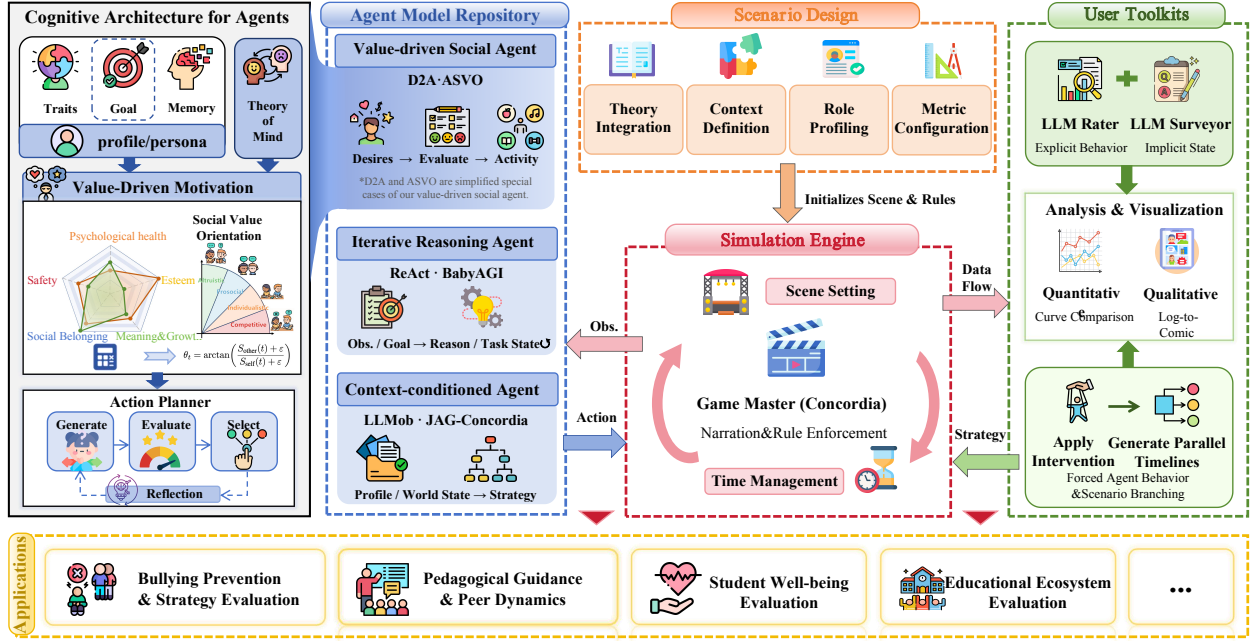 Cognitive Architecture for Agents
Traits
Goal
Memory
Theory
of
Mind
profile/persona
Value-Driven Motivation
Psychological health
Safety
Esteem
Social Belonging
Meaning&Growt..
Social Value
Orientation
Altruistic
Prosocial
Individualist
Competitive
θt = arctan( (Sother(t) + ε) / (Sself(t) + ε) )
Action Planner
Generate
Evaluate
Select
Reflection
Agent Model Repository
Value-driven Social Agent
D2A·ASVO
Desires → Evaluate → Activity
*D2A and ASVO are simplified special
cases of our value-driven social agent.
Iterative Reasoning Agent
ReAct · BabyAGI
Obs. / Goal → Reason / Task State↺
Context-conditioned Agent
LLMob · JAG-Concordia
Profile / World State → Strategy
Scenario Design
Theory
Integration
Context
Definition
Role
Profiling
Metric
Configuration
Initializes Scene & Rules
Simulation Engine
Scene Setting
Game Master (Concordia)
Narration&Rule Enforcement
Time Management
Obs.
Action
Data
Flow
Strategy
User Toolkits
LLM Rater
Explicit Behavior
Q
A
LLM Surveyor
Implicit State
Analysis & Visualization
Quantitativ
e
Curve Comparison
Qualitative
Log-to-
Comic
Apply
Intervention
Generate Parallel
Timelines
Forced Agent Behavior
&Scenario Branching
Applications
Bullying Prevention
& Strategy Evaluation
Pedagogical Guidance
& Peer Dynamics
Student Well-being
Evaluation
Educational Ecosystem
Evaluation
...